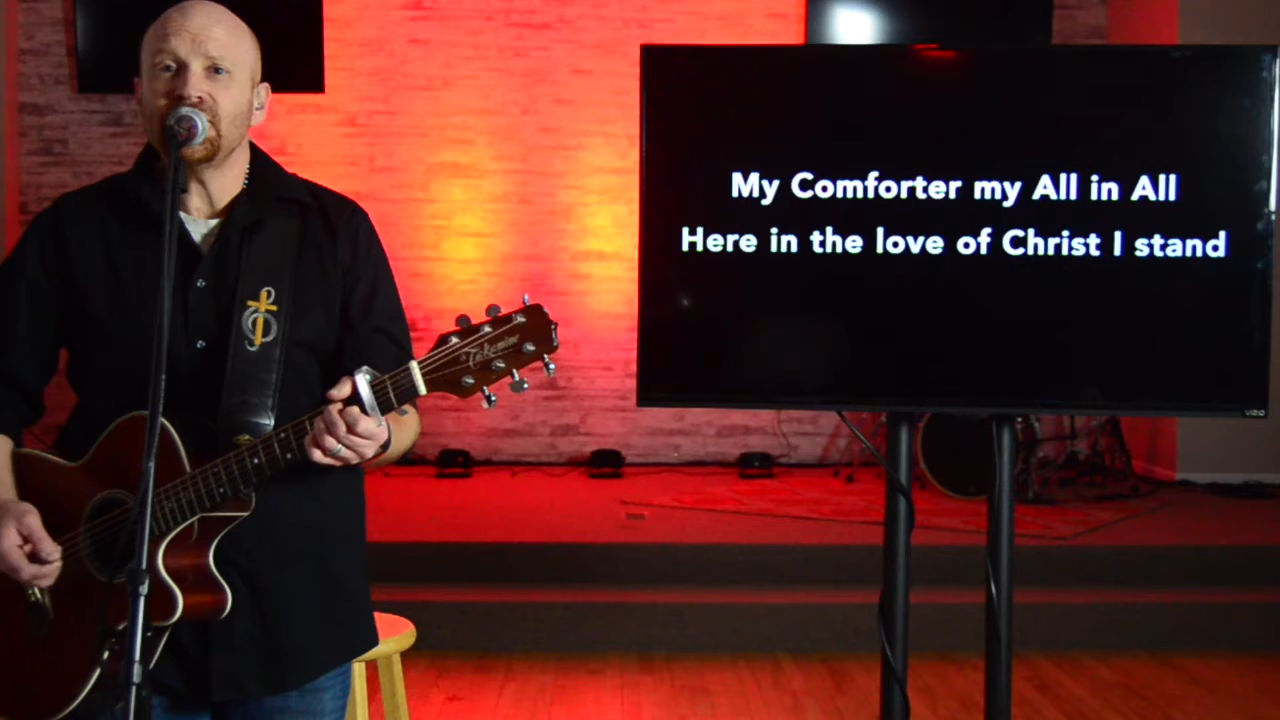 My Comforter my All in All
Here in the love of Christ I stand
Takamine
VIZIO